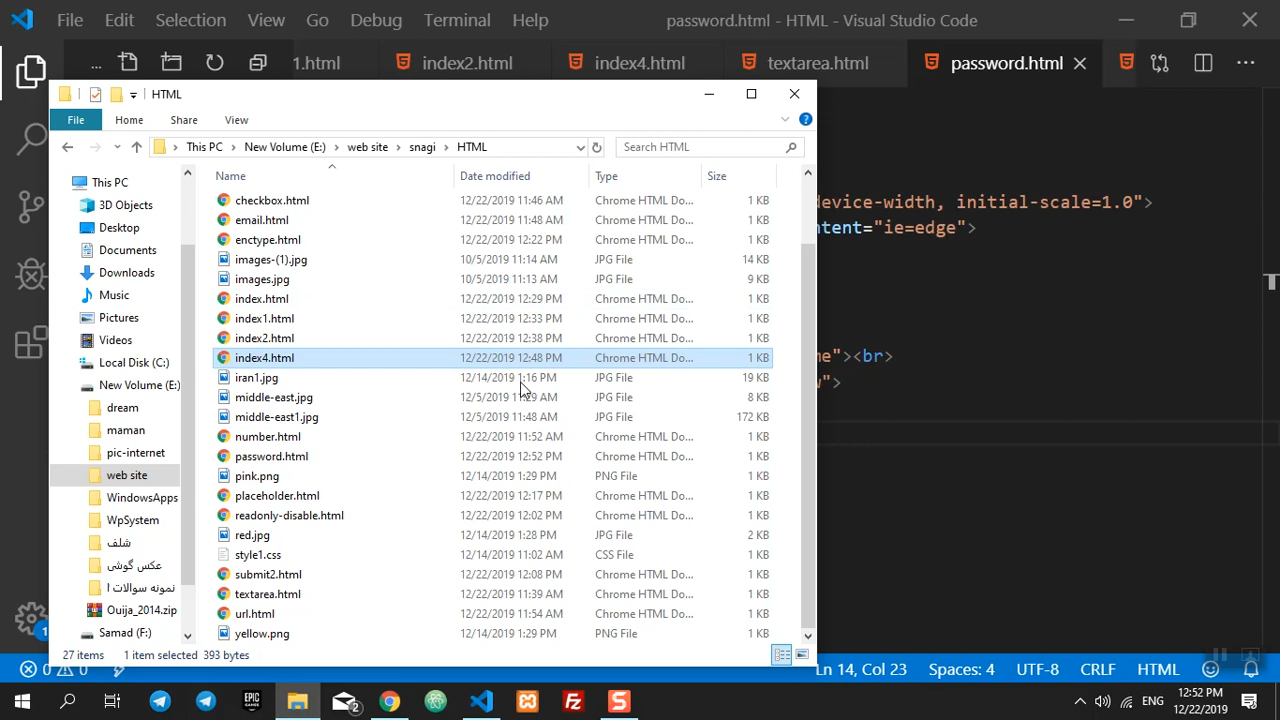 File Edit Selection View Go Debug Terminal Help password.html - HTML - Visual Studio Code
... 1.html index2.html index4.html textarea.html password.html ...
HTML
File Home Share View
This PC New Volume (E:) web site snagi HTML Search HTML
Name Date modified Type Size
This PC
3D Objects
Desktop
Documents
Downloads
Music
Pictures
Videos
Local Disk (C:)
New Volume (E:)
dream
maman
pic-internet
web site
WindowsApps
WpSystem
شلف
عکس گوشی
نمونه سوالات ا
Ouija_2014.zip
Samad (F:)
checkbox.html 12/22/2019 11:46 AM Chrome HTML Do... 1 KB
email.html 12/22/2019 11:48 AM Chrome HTML Do... 1 KB
enctype.html 12/22/2019 12:22 PM Chrome HTML Do... 1 KB
images-(1).jpg 10/5/2019 11:14 AM JPG File 14 KB
images.jpg 10/5/2019 11:13 AM JPG File 9 KB
index.html 12/22/2019 12:29 PM Chrome HTML Do... 1 KB
index1.html 12/22/2019 12:33 PM Chrome HTML Do... 1 KB
index2.html 12/22/2019 12:38 PM Chrome HTML Do... 1 KB
index4.html 12/22/2019 12:48 PM Chrome HTML Do... 1 KB
iran1.jpg 12/14/2019 1:16 PM JPG File 19 KB
middle-east.jpg 12/5/2019 11:29 AM JPG File 8 KB
middle-east1.jpg 12/5/2019 11:48 AM JPG File 172 KB
number.html 12/22/2019 11:52 AM Chrome HTML Do... 1 KB
password.html 12/22/2019 12:52 PM Chrome HTML Do... 1 KB
pink.png 12/14/2019 1:29 PM PNG File 1 KB
placeholder.html 12/22/2019 12:17 PM Chrome HTML Do... 1 KB
readonly-disable.html 12/22/2019 12:02 PM Chrome HTML Do... 1 KB
red.jpg 12/14/2019 1:28 PM JPG File 2 KB
style1.css 12/14/2019 11:02 AM CSS File 1 KB
submit2.html 12/22/2019 12:08 PM Chrome HTML Do... 1 KB
textarea.html 12/22/2019 11:39 AM Chrome HTML Do... 1 KB
url.html 12/22/2019 11:54 AM Chrome HTML Do... 1 KB
yellow.png 12/14/2019 1:29 PM PNG File 1 KB
27 items 1 item selected 393 bytes
device-width, initial-scale=1.0">
ntent="ie=edge">
me"><br>
w">
0 0 1 Ln 14, Col 23 Spaces: 4 UTF-8 CRLF HTML
EPIC GAMES 2 Fz S ENG 12:52 PM
12/22/2019